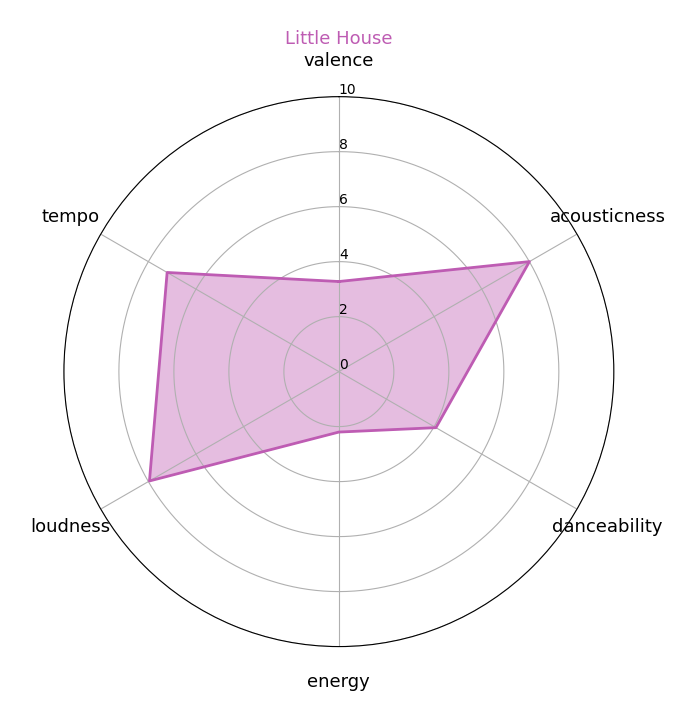 Little House
valence
10
8
6
4
2
0
tempo
acousticness
loudness
danceability
energy